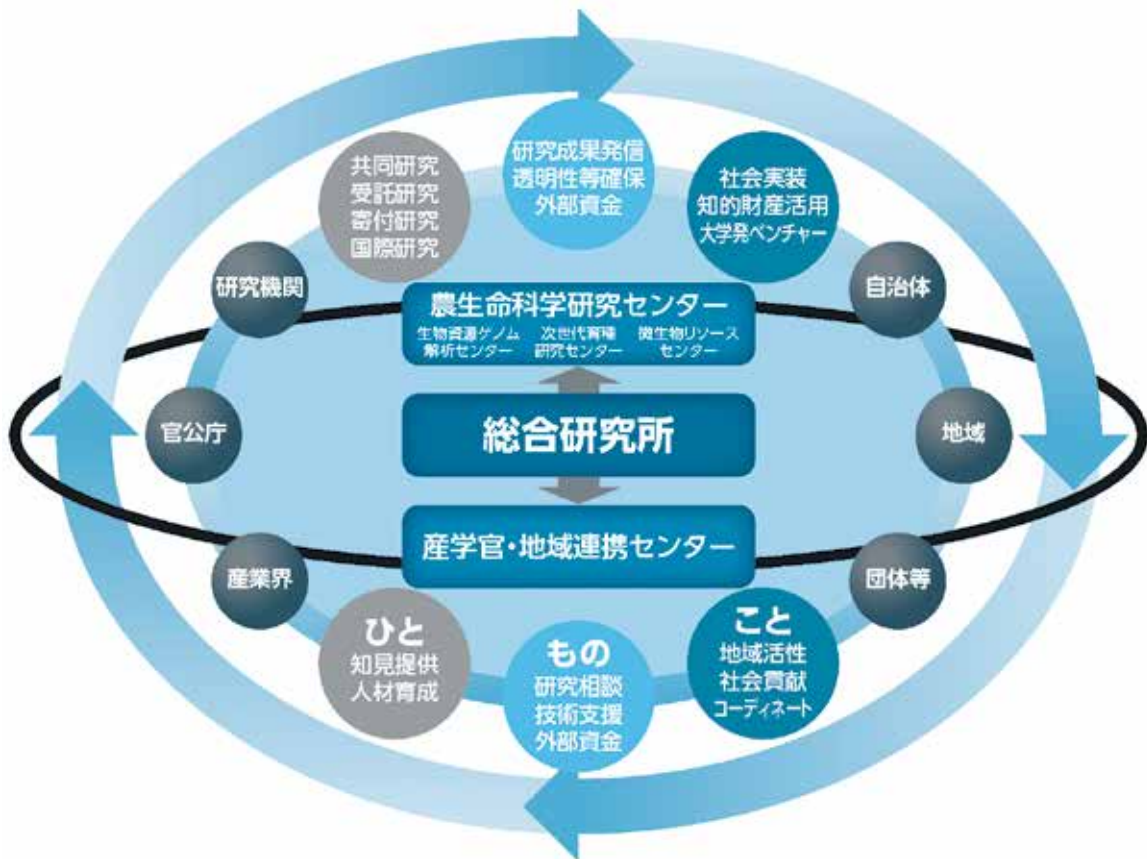 研究成果発信
透明性等確保
外部資金
共同研究
受託研究
寄付研究
国際研究
社会実装
知的財産活用
大学発ベンチャー
研究機関
自治体
農生命科学研究センター
生物資源ゲノム
解析センター
次世代育種
研究センター
微生物リソース
センター
官公庁
総合研究所
地域
産学官・地域連携センター
産業界
団体等
ひと
知見提供
人材育成
もの
研究相談
技術支援
外部資金
こと
地域活性
社会貢献
コーディネート